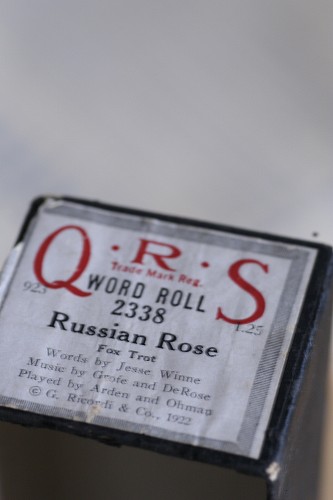 Q·R·S
Trade Mark Reg.
WORD ROLL
923 2338 1.25
Russian Rose
Fox Trot
Words by Jesse Winne
Music by Grofe and DeRose
Played by Arden and Ohman
© G. Ricordi & Co., 1922